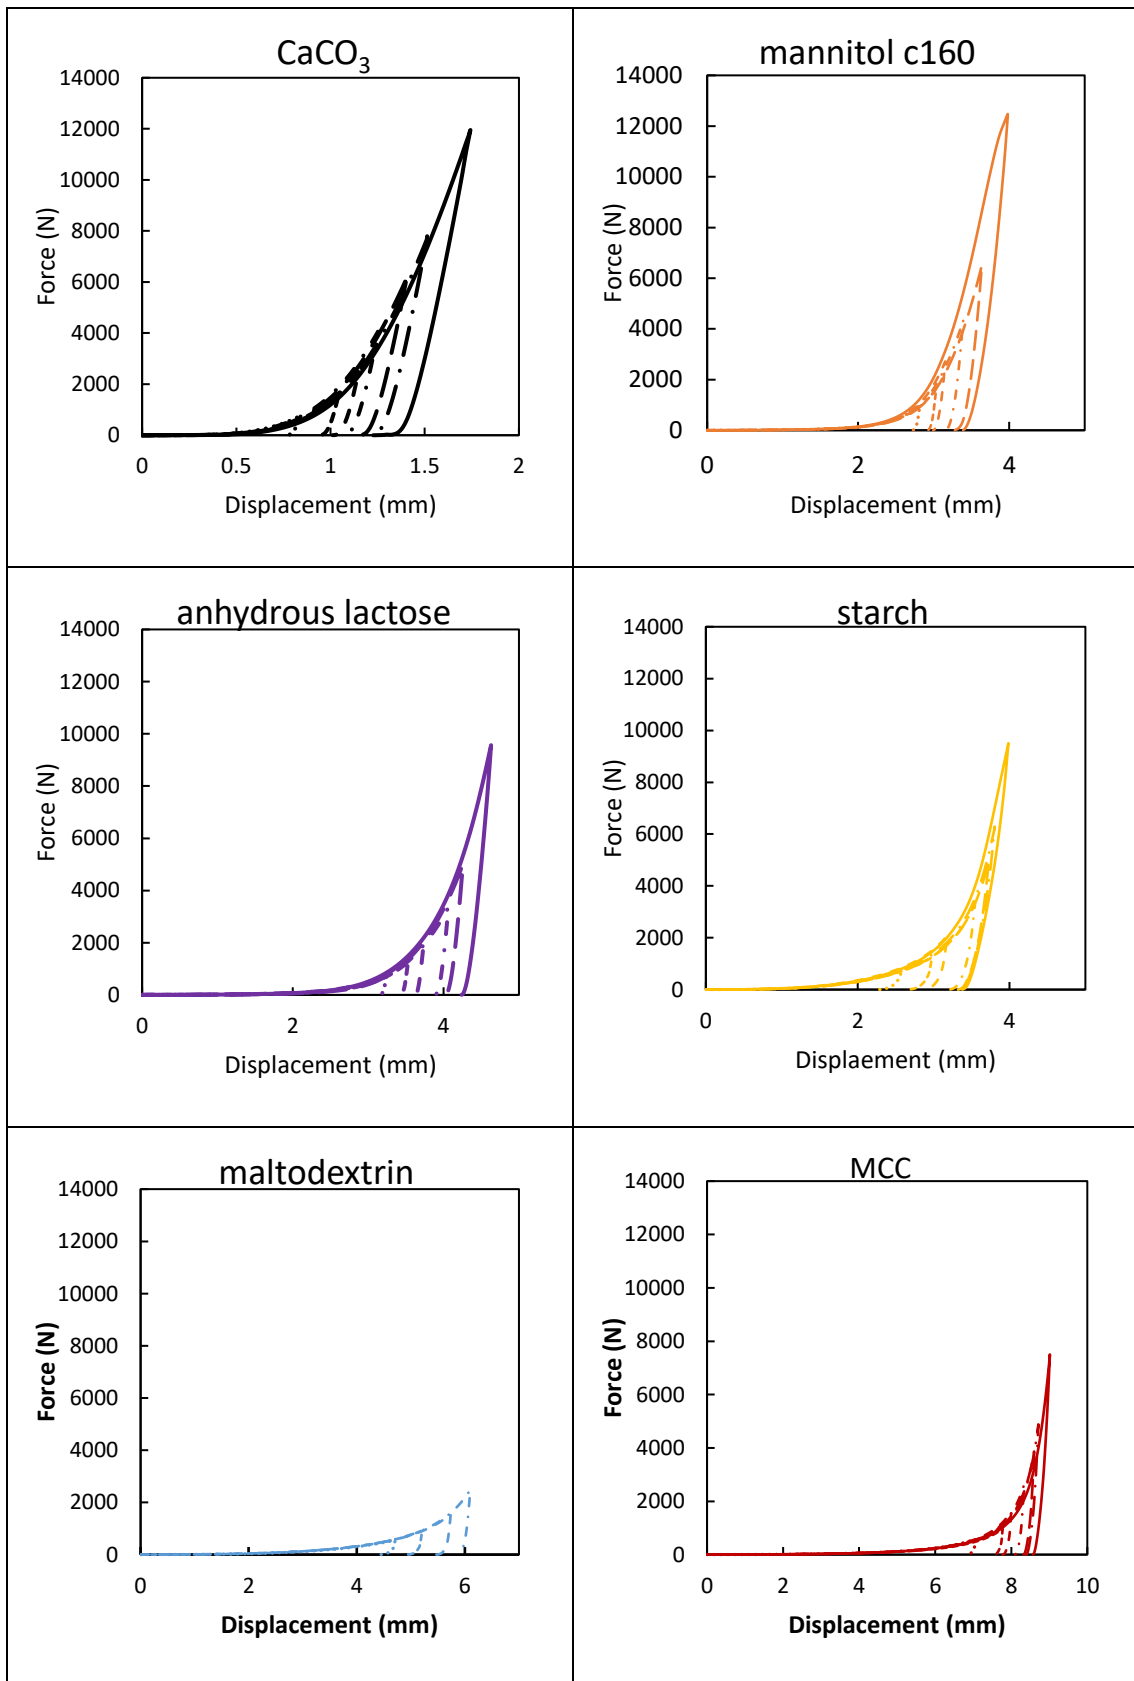 CaCO₃
14000
12000
10000
8000
6000
4000
2000
0
Force (N)
0 0.5 1 1.5 2
Displacement (mm)
mannitol c160
14000
12000
10000
8000
6000
4000
2000
0
Force (N)
0 2 4
Displacement (mm)
anhydrous lactose
14000
12000
10000
8000
6000
4000
2000
0
Force (N)
0 2 4
Displacement (mm)
starch
14000
12000
10000
8000
6000
4000
2000
0
Force (N)
0 2 4
Displaement (mm)
maltodextrin
14000
12000
10000
8000
6000
4000
2000
0
Force (N)
0 2 4 6
Displacement (mm)
MCC
14000
12000
10000
8000
6000
4000
2000
0
Force (N)
0 2 4 6 8 10
Displacement (mm)